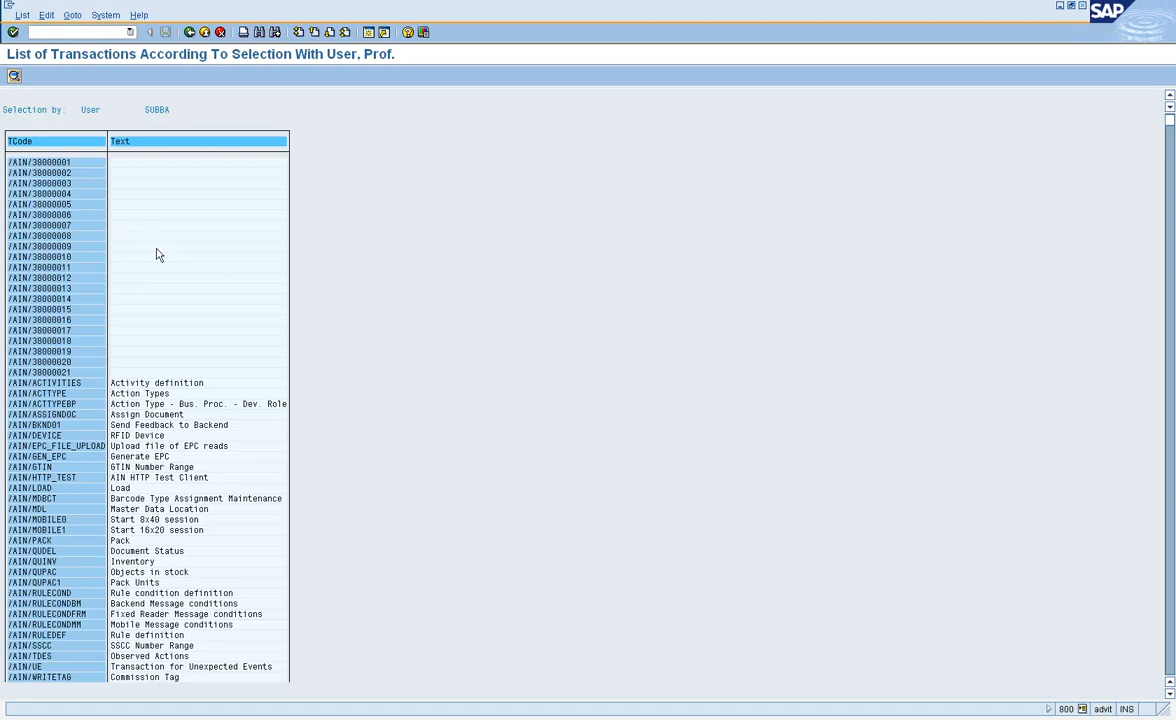 List Edit Goto System Help
SAP
List of Transactions According To Selection With User, Prof.
Selection by: User SUBBA
TCode Text
/AIN/38000001
/AIN/38000002
/AIN/38000003
/AIN/38000004
/AIN/38000005
/AIN/38000006
/AIN/38000007
/AIN/38000008
/AIN/38000009
/AIN/38000010
/AIN/38000011
/AIN/38000012
/AIN/38000013
/AIN/38000014
/AIN/38000015
/AIN/38000016
/AIN/38000017
/AIN/38000018
/AIN/38000019
/AIN/38000020
/AIN/38000021
/AIN/ACTIVITIES Activity definition
/AIN/ACTTYPE Action Types
/AIN/ACTTYPEBP Action Type - Bus. Proc. - Dev. Role
/AIN/ASSIGNDOC Assign Document
/AIN/BKND01 Send Feedback to Backend
/AIN/DEVICE RFID Device
/AIN/EPC_FILE_UPLOAD Upload file of EPC reads
/AIN/GEN_EPC Generate EPC
/AIN/GTIN GTIN Number Range
/AIN/HTTP_TEST AIN HTTP Test Client
/AIN/LOAD Load
/AIN/MDBCT Barcode Type Assignment Maintenance
/AIN/MDL Master Data Location
/AIN/MOBILE0 Start 8x40 session
/AIN/MOBILE1 Start 16x20 session
/AIN/PACK Pack
/AIN/QUDEL Document Status
/AIN/QUINV Inventory
/AIN/QUPAC Objects in stock
/AIN/QUPAC1 Pack Units
/AIN/RULECOND Rule condition definition
/AIN/RULECONDBM Backend Message conditions
/AIN/RULECONDFRM Fixed Reader Message conditions
/AIN/RULECONDMM Mobile Message conditions
/AIN/RULEDEF Rule definition
/AIN/SSCC SSCC Number Range
/AIN/TDES Observed Actions
/AIN/UE Transaction for Unexpected Events
/AIN/WRITETAG Commission Tag
800 advit INS